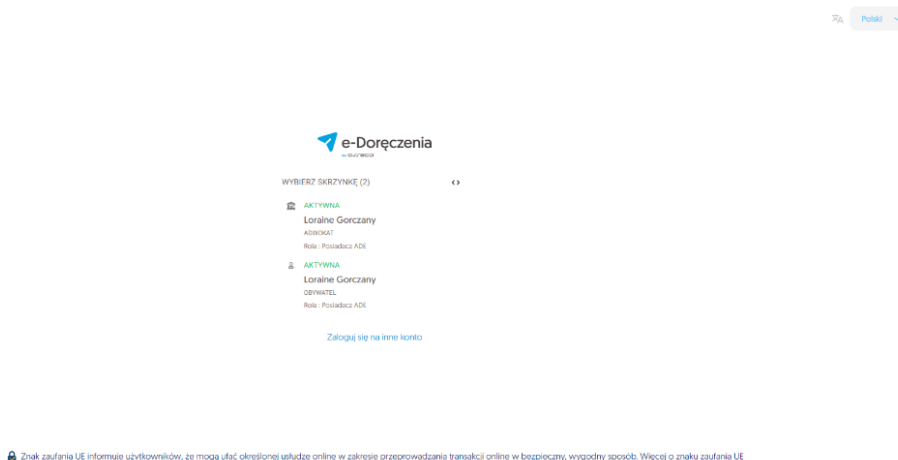 Polski
e-Doręczenia
WYBIERZ SKRZYNKĘ (2)
AKTYWNA
Loraine Gorczany
ADWOKAT
Rola : Posiadacz ADE
AKTYWNA
Loraine Gorczany
OBYWATEL
Rola : Posiadacz ADE
Zaloguj się na inne konto
Znak zaufania UE informuje użytkowników, że mogą ufać określonej usłudze online w zakresie przeprowadzania transakcji online w bezpieczny, wygodny sposób. Więcej o znaku zaufania UE